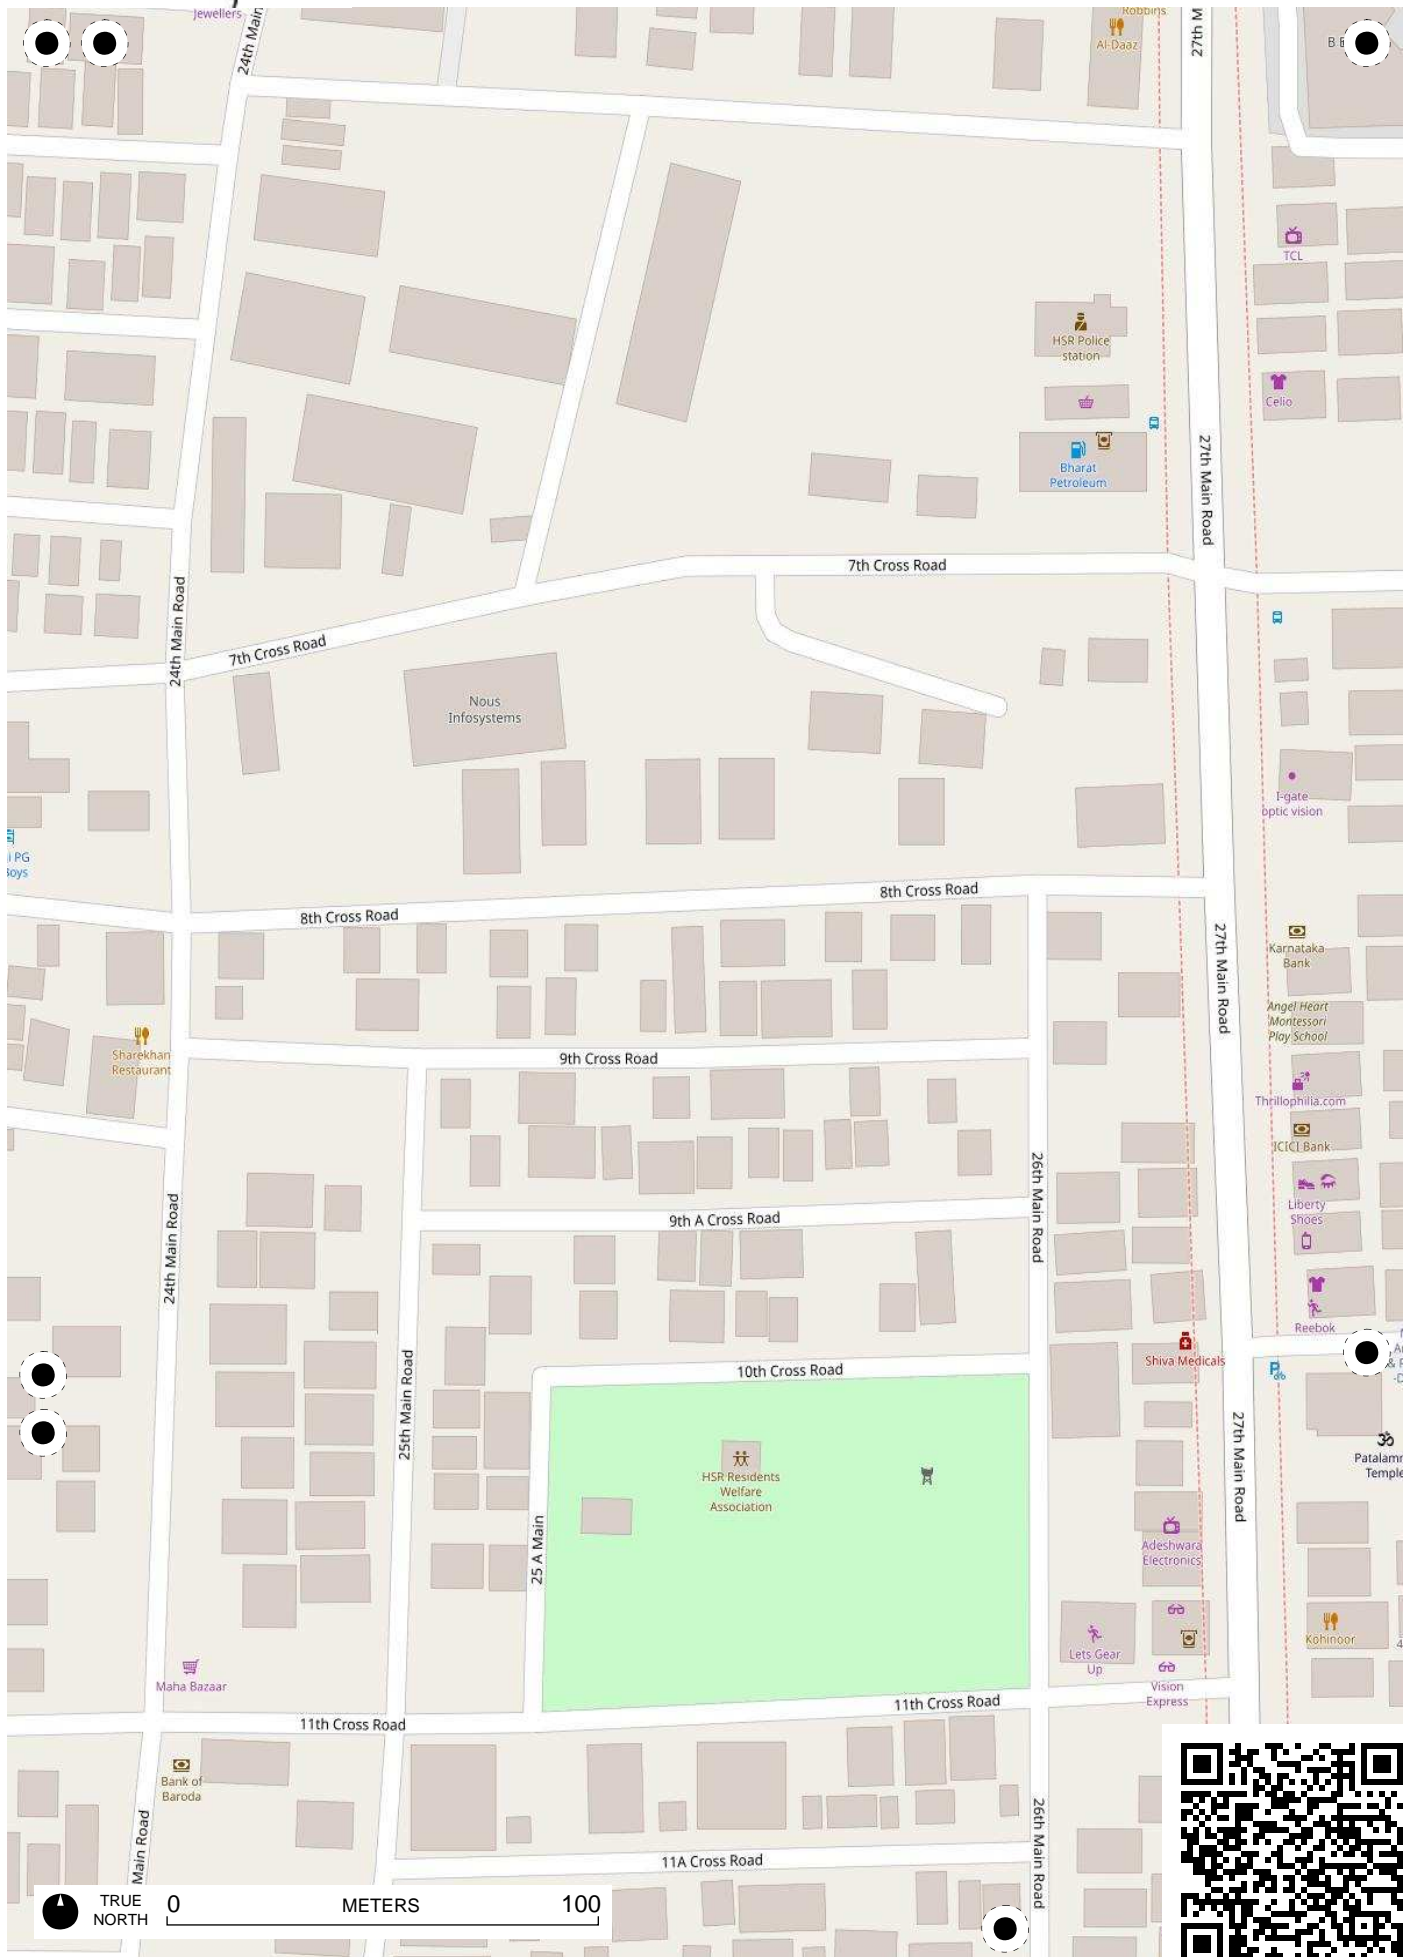 Jewellers
24th Main
Robbins
Al-Daaz
27th M
TCL
HSR Police
station
Celio
Bharat
Petroleum
27th Main Road
7th Cross Road
24th Main Road
7th Cross Road
Nous
Infosystems
I-gate
optic vision
i PG
Boys
8th Cross Road
8th Cross Road
27th Main Road
Karnataka
Bank
Angel Heart
Montessori
Play School
Sharekhan
Restaurant
9th Cross Road
Thrillophilia.com
ICICI Bank
26th Main Road
24th Main Road
Liberty
Shoes
9th A Cross Road
Reebok
25th Main Road
10th Cross Road
Shiva Medicals
27th Main Road
ॐ
Patalamm
Temple
HSR Residents
Welfare
Association
25 A Main
Adeshwara
Electronics
Kohinoor
4
Lets Gear
Up
Vision
Express
Maha Bazaar
11th Cross Road
11th Cross Road
Bank of
Baroda
Main Road
26th Main Road
11A Cross Road
TRUE
NORTH
0 METERS 100